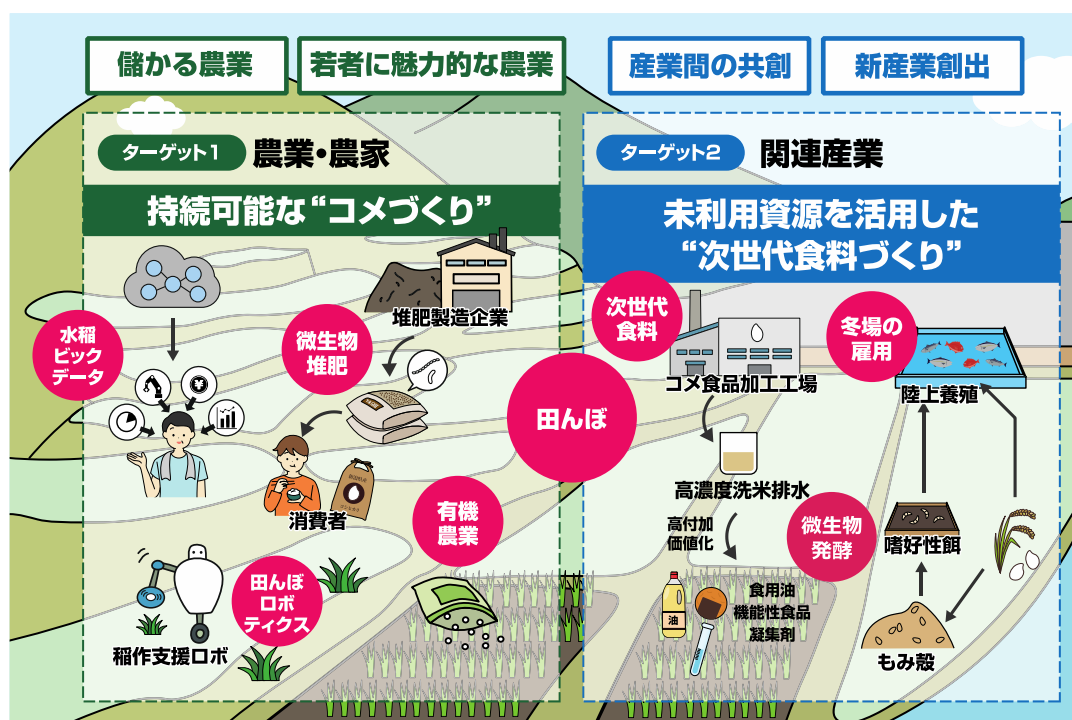 儲かる農業
若者に魅力的な農業
産業間の共創
新産業創出
ターゲット1
農業・農家
持続可能な“コメづくり”
堆肥製造企業
水稲
ビック
データ
微生物
堆肥
消費者
有機
農業
田んぼ
ロボ
ティクス
稲作支援ロボ
田んぼ
ターゲット2
関連産業
未利用資源を活用した
“次世代食料づくり”
次世代
食料
コメ食品加工工場
冬場の
雇用
陸上養殖
高濃度洗米排水
高付加
価値化
微生物
発酵
嗜好性餌
油
食用油
機能性食品
凝集剤
もみ殻